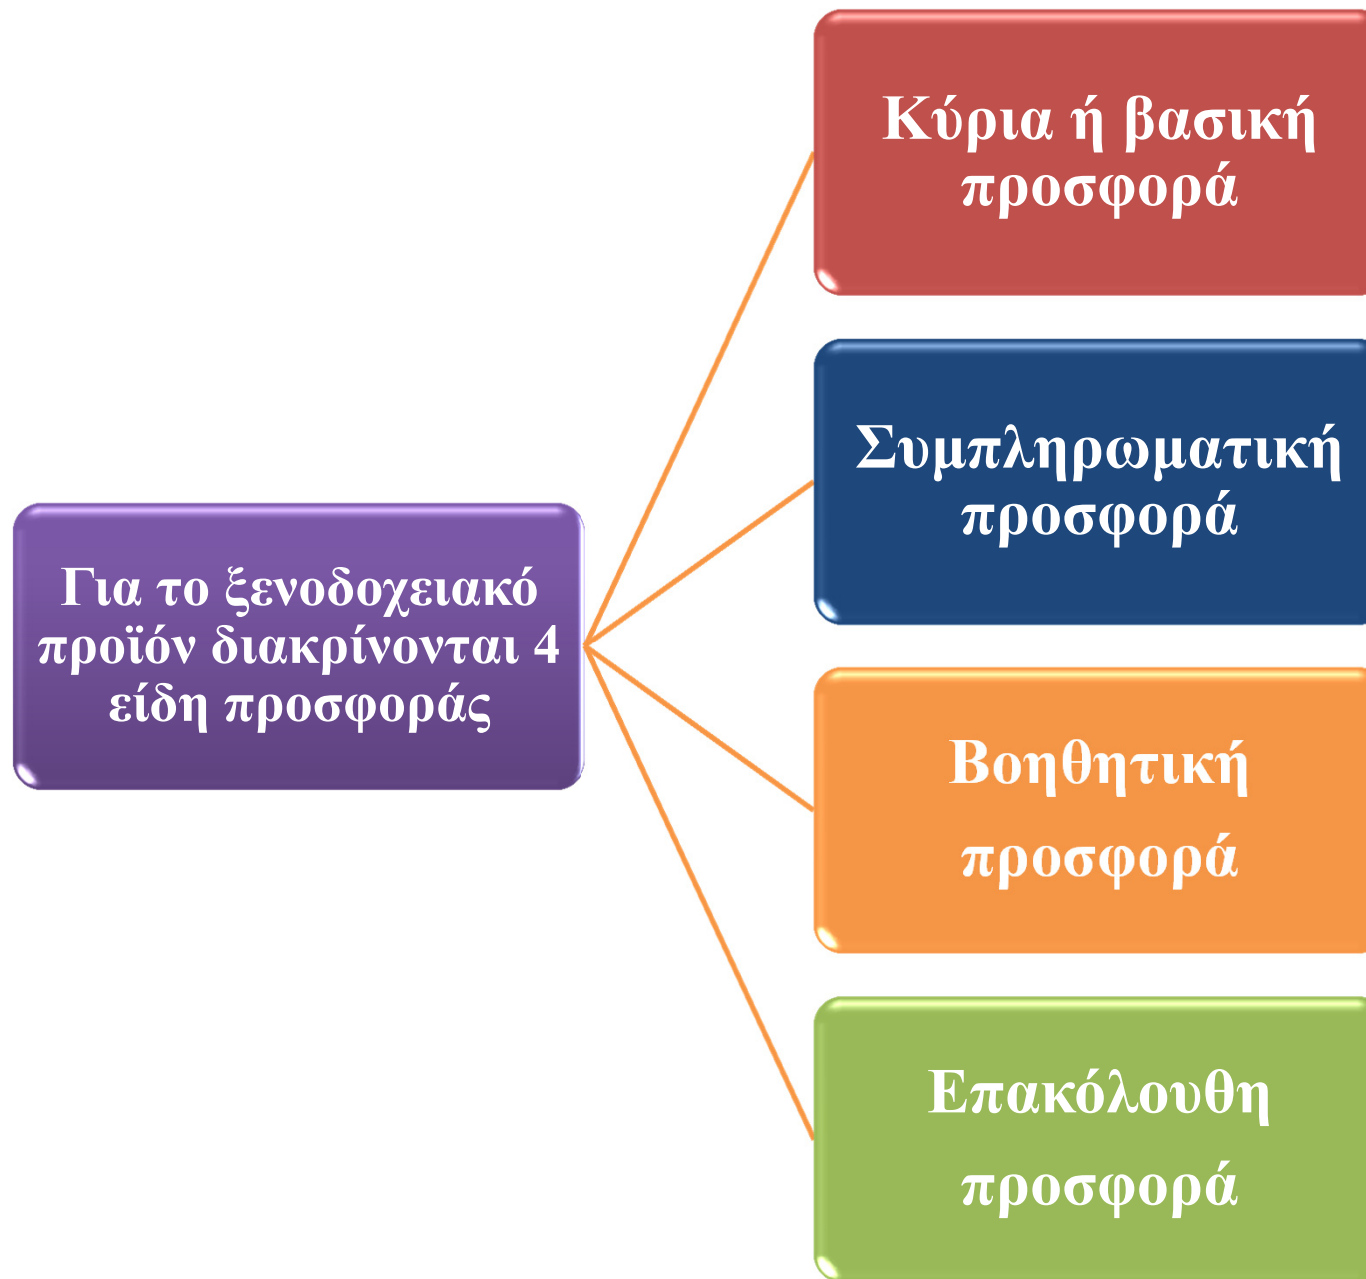 Κύρια ή βασική
προσφορά
Συμπληρωματική
προσφορά
Για το ξενοδοχειακό
προϊόν διακρίνονται 4
είδη προσφοράς
Βοηθητική
προσφορά
Επακόλουθη
προσφορά